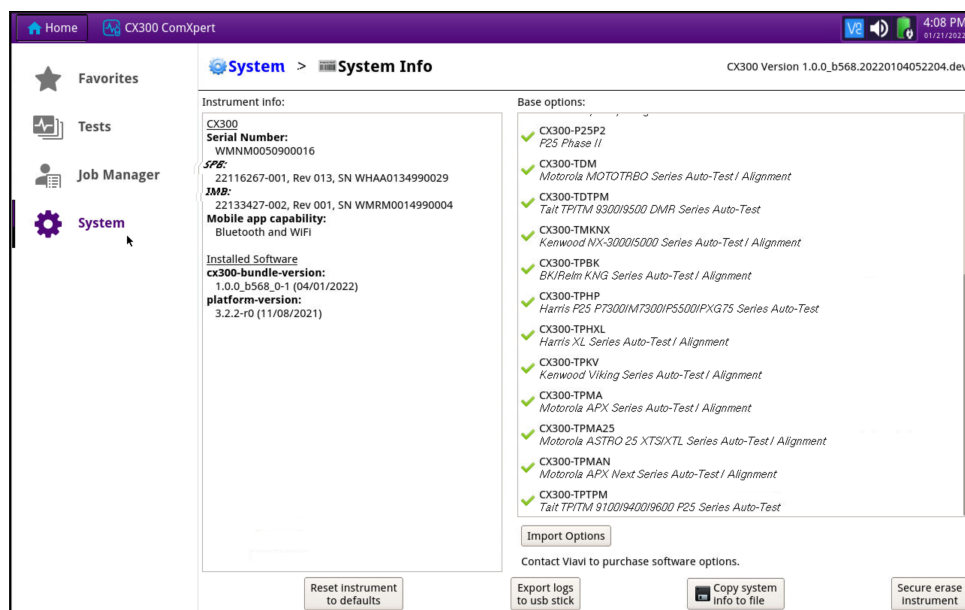 Home
CX300 ComXpert
4:08 PM
01/21/2022
Favorites
Tests
Job Manager
System
System > System Info
CX300 Version 1.0.0_b568.20220104052204.dev
Instrument info:
CX300
Serial Number:
WMNM0050900016
SPB:
22116267-001, Rev 013, SN WHAA0134990029
IMB:
22133427-002, Rev 001, SN WMRM0014990004
Mobile app capability:
Bluetooth and WiFi
Installed Software
cx300-bundle-version:
1.0.0_b568_0-1 (04/01/2022)
platform-version:
3.2.2-r0 (11/08/2021)
Base options:
CX300-P25P2
P25 Phase II
CX300-TDM
Motorola MOTOTRBO Series Auto-Test / Alignment
CX300-TDTPM
Tait TP/TM 9300/9500 DMR Series Auto-Test
CX300-TMKNX
Kenwood NX-3000/5000 Series Auto-Test / Alignment
CX300-TPBK
BK/Relm KNG Series Auto-Test / Alignment
CX300-TPHP
Harris P25 P7300/M7300/P5500/PXG75 Series Auto-Test
CX300-TPHXL
Harris XL Series Auto-Test / Alignment
CX300-TPKV
Kenwood Viking Series Auto-Test / Alignment
CX300-TPMA
Motorola APX Series Auto-Test / Alignment
CX300-TPMA25
Motorola ASTRO 25 XTS/XTL Series Auto-Test / Alignment
CX300-TPMAN
Motorola APX Next Series Auto-Test / Alignment
CX300-TPTPM
Tait TP/TM 9100/9400/9600 P25 Series Auto-Test
Import Options
Contact Viavi to purchase software options.
Reset instrument
to defaults
Export logs
to usb stick
Copy system
info to file
Secure erase
instrument